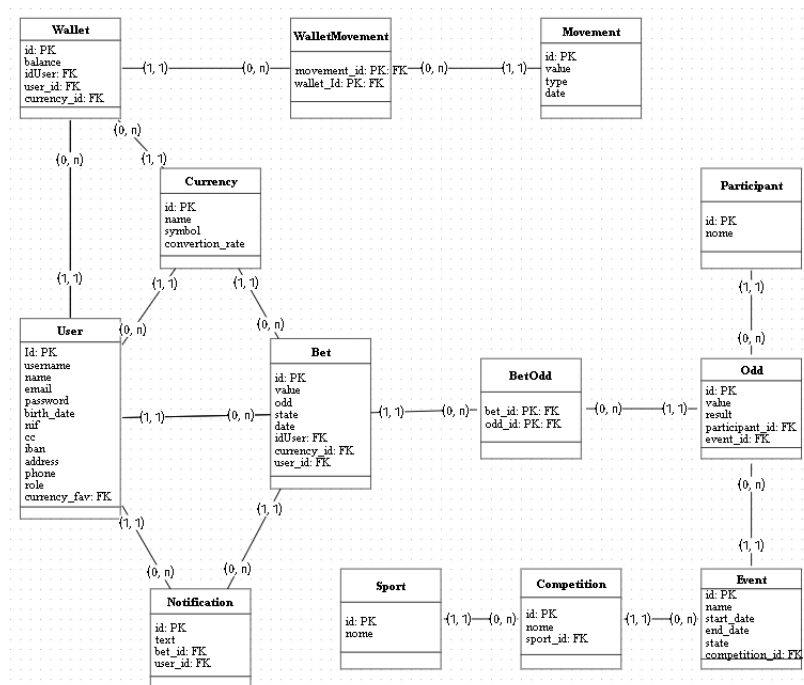 Wallet
id: PK
balance
idUser: FK
user_id: FK
currency_id: FK
(1, 1)
(0, n)
WalletMovement
movement_id: PK: FK
wallet_Id: PK: FK
(0, n)
(1, 1)
Movement
id: PK
value
type
date
(0, n)
(0, n)
(1, 1)
Currency
id: PK
name
symbol
convertion_rate
Participant
id: PK
nome
(1, 1)
(1, 1)
(1, 1)
(1, 1)
(0, n)
(0, n)
(0, n)
User
Id: PK
username
name
email
password
birth_date
nif
cc
iban
address
phone
role
currency_fav: FK
(1, 1)
(0, n)
Bet
id: PK
value
odd
state
date
idUser: FK
currency_id: FK
user_id: FK
(1, 1)
(0, n)
BetOdd
bet_id: PK: FK
odd_id: PK: FK
(0, n)
(1, 1)
Odd
id: PK
value
result
participant_id: FK
event_id: FK
(0, n)
(1, 1)
(1, 1)
(1, 1)
(0, n)
(0, n)
Notification
id: PK
text
bet_id: FK
user_id: FK
Sport
id: PK
nome
(1, 1)
(0, n)
Competition
id: PK
nome
sport_id: FK
(1, 1)
(0, n)
Event
id: PK
name
start_date
end_date
state
competition_id: FK